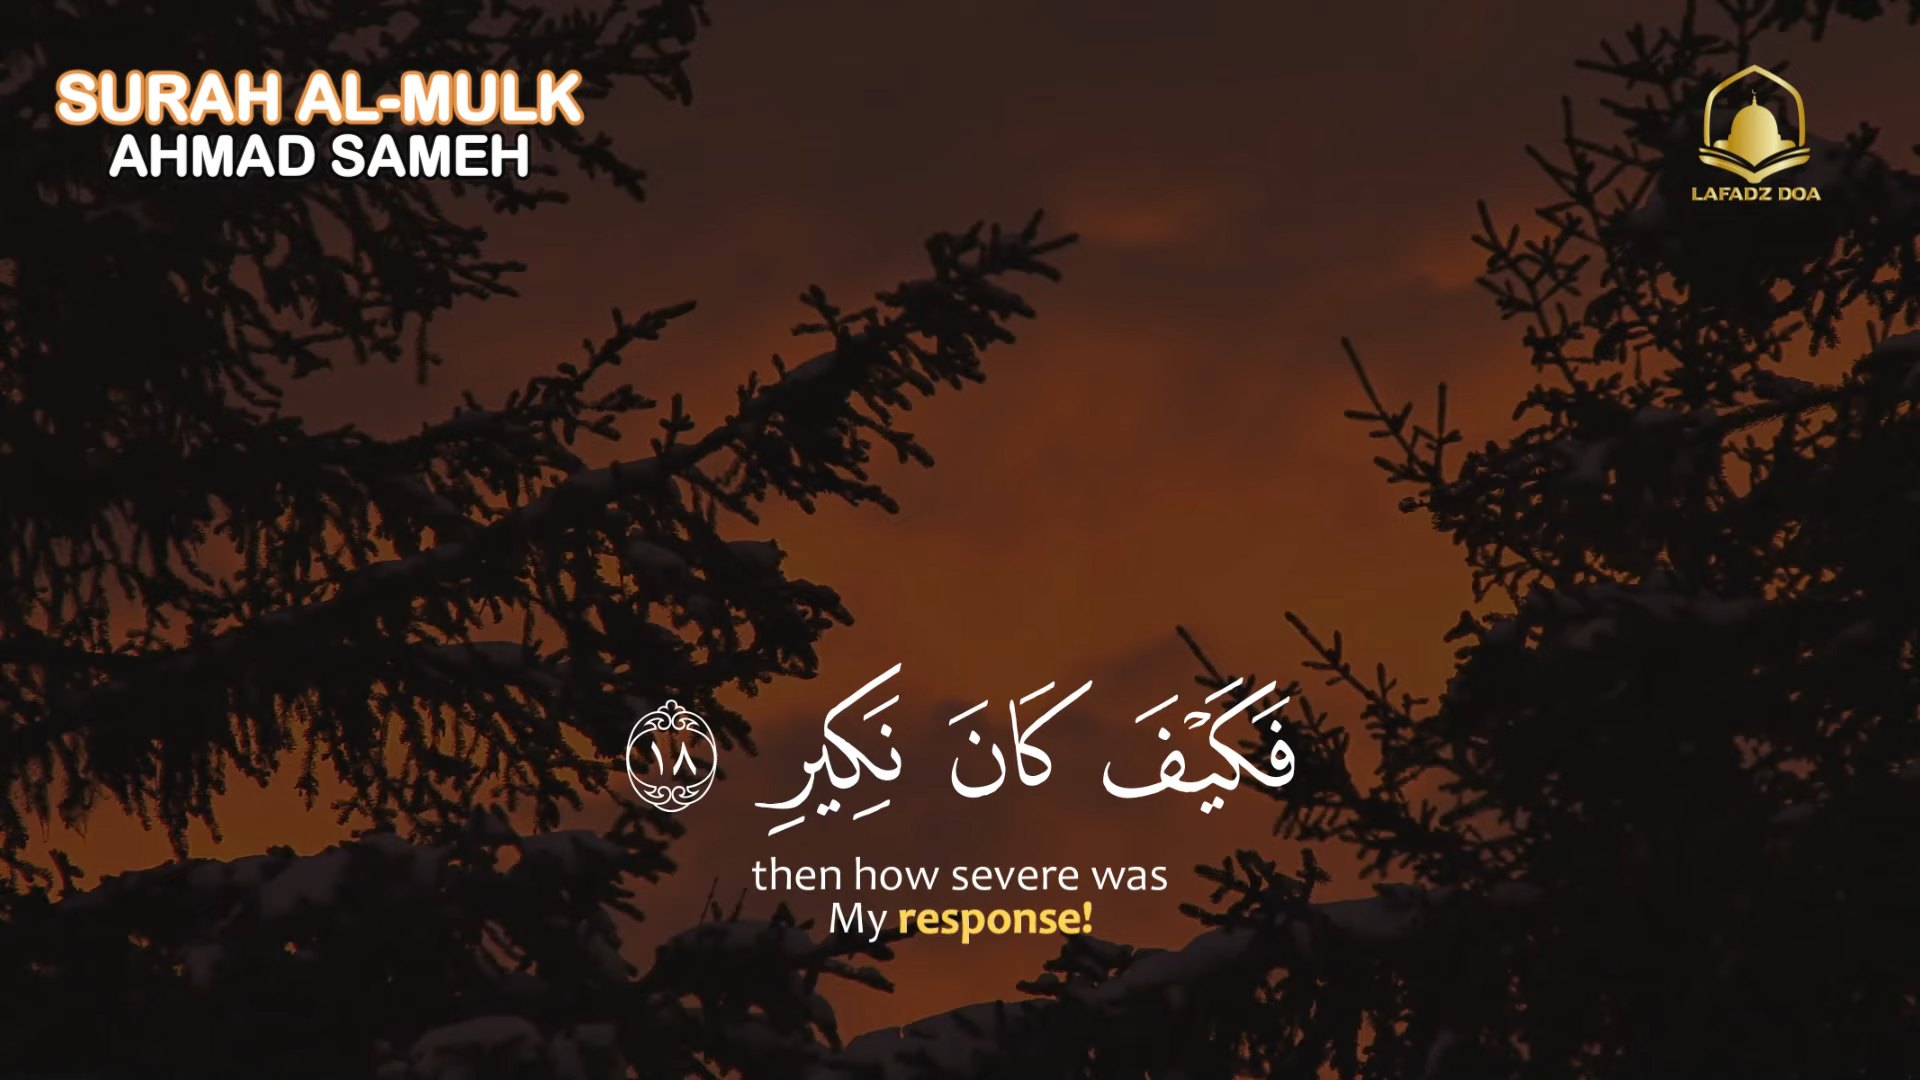 SURAH AL-MULK
AHMAD SAMEH
LAFADZ DOA
فَكَيْفَ كَانَ نَكِيرِ ١٨
then how severe was
My response!